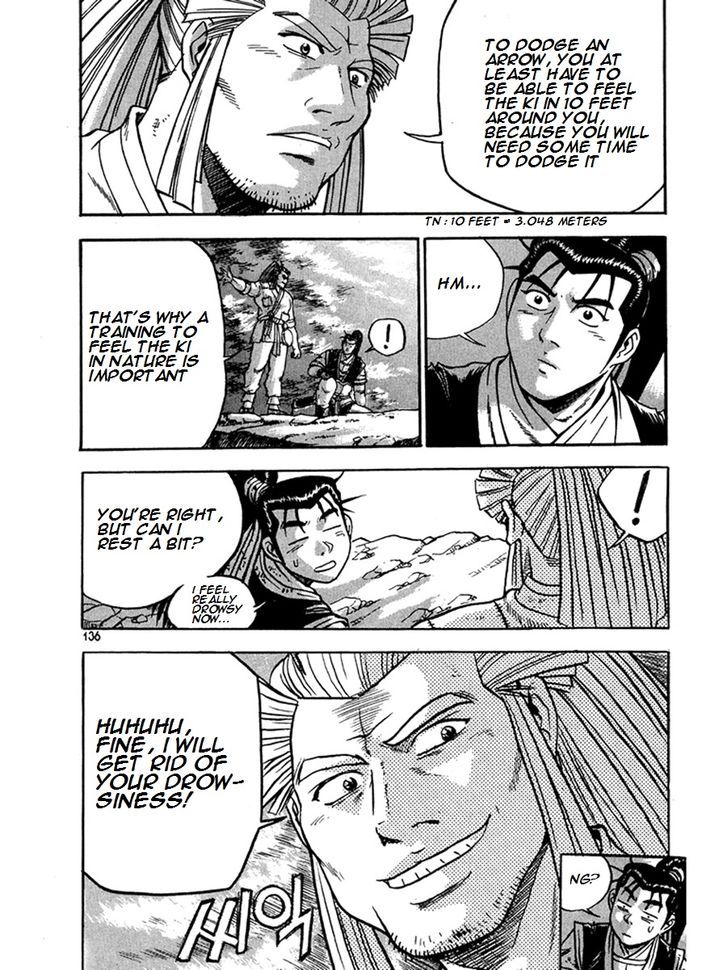 TO DODGE AN
ARROW, YOU AT
LEAST HAVE TO
BE ABLE TO FEEL
THE KI IN 10 FEET
AROUND YOU,
BECAUSE YOU WILL
NEED SOME TIME
TO DODGE IT
TN : 10 FEET = 3.048 METERS
THAT'S WHY A
TRAINING TO
FEEL THE KI
IN NATURE IS
IMPORTANT
!
HM...
YOU'RE RIGHT,
BUT CAN I
REST A BIT?
I FEEL
REALLY
DROWSY
NOW...
!
136
HUHUHU,
FINE, I WILL
GET RID OF
YOUR DROW-
SINESS!
씨익
NG?